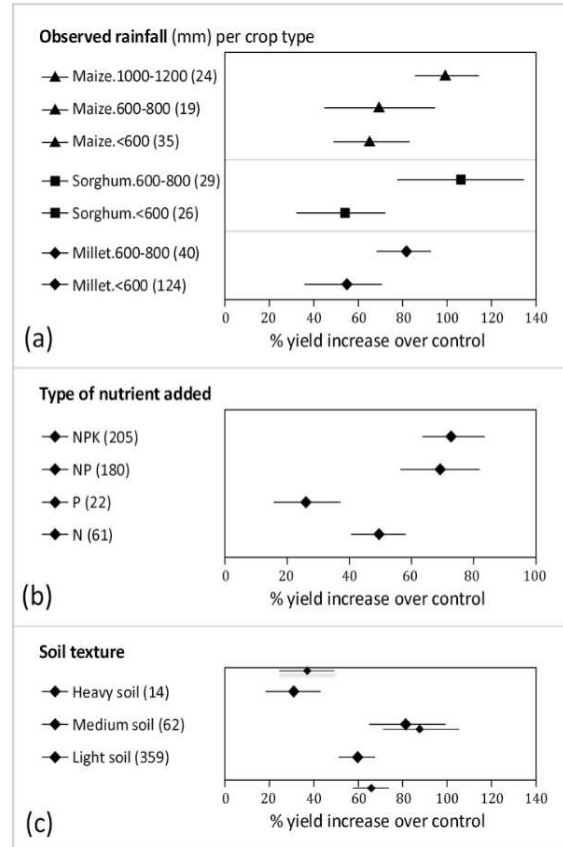 Observed rainfall (mm) per crop type
Maize.1000-1200 (24)
Maize.600-800 (19)
Maize.<600 (35)
Sorghum.600-800 (29)
Sorghum.<600 (26)
Millet.600-800 (40)
Millet.<600 (124)
0 20 40 60 80 100 120 140
(a) % yield increase over control
Type of nutrient added
NPK (205)
NP (180)
P (22)
N (61)
0 20 40 60 80 100
(b) % yield increase over control
Soil texture
Heavy soil (14)
Medium soil (62)
Light soil (359)
0 20 40 60 80 100 120 140
(c) % yield increase over control